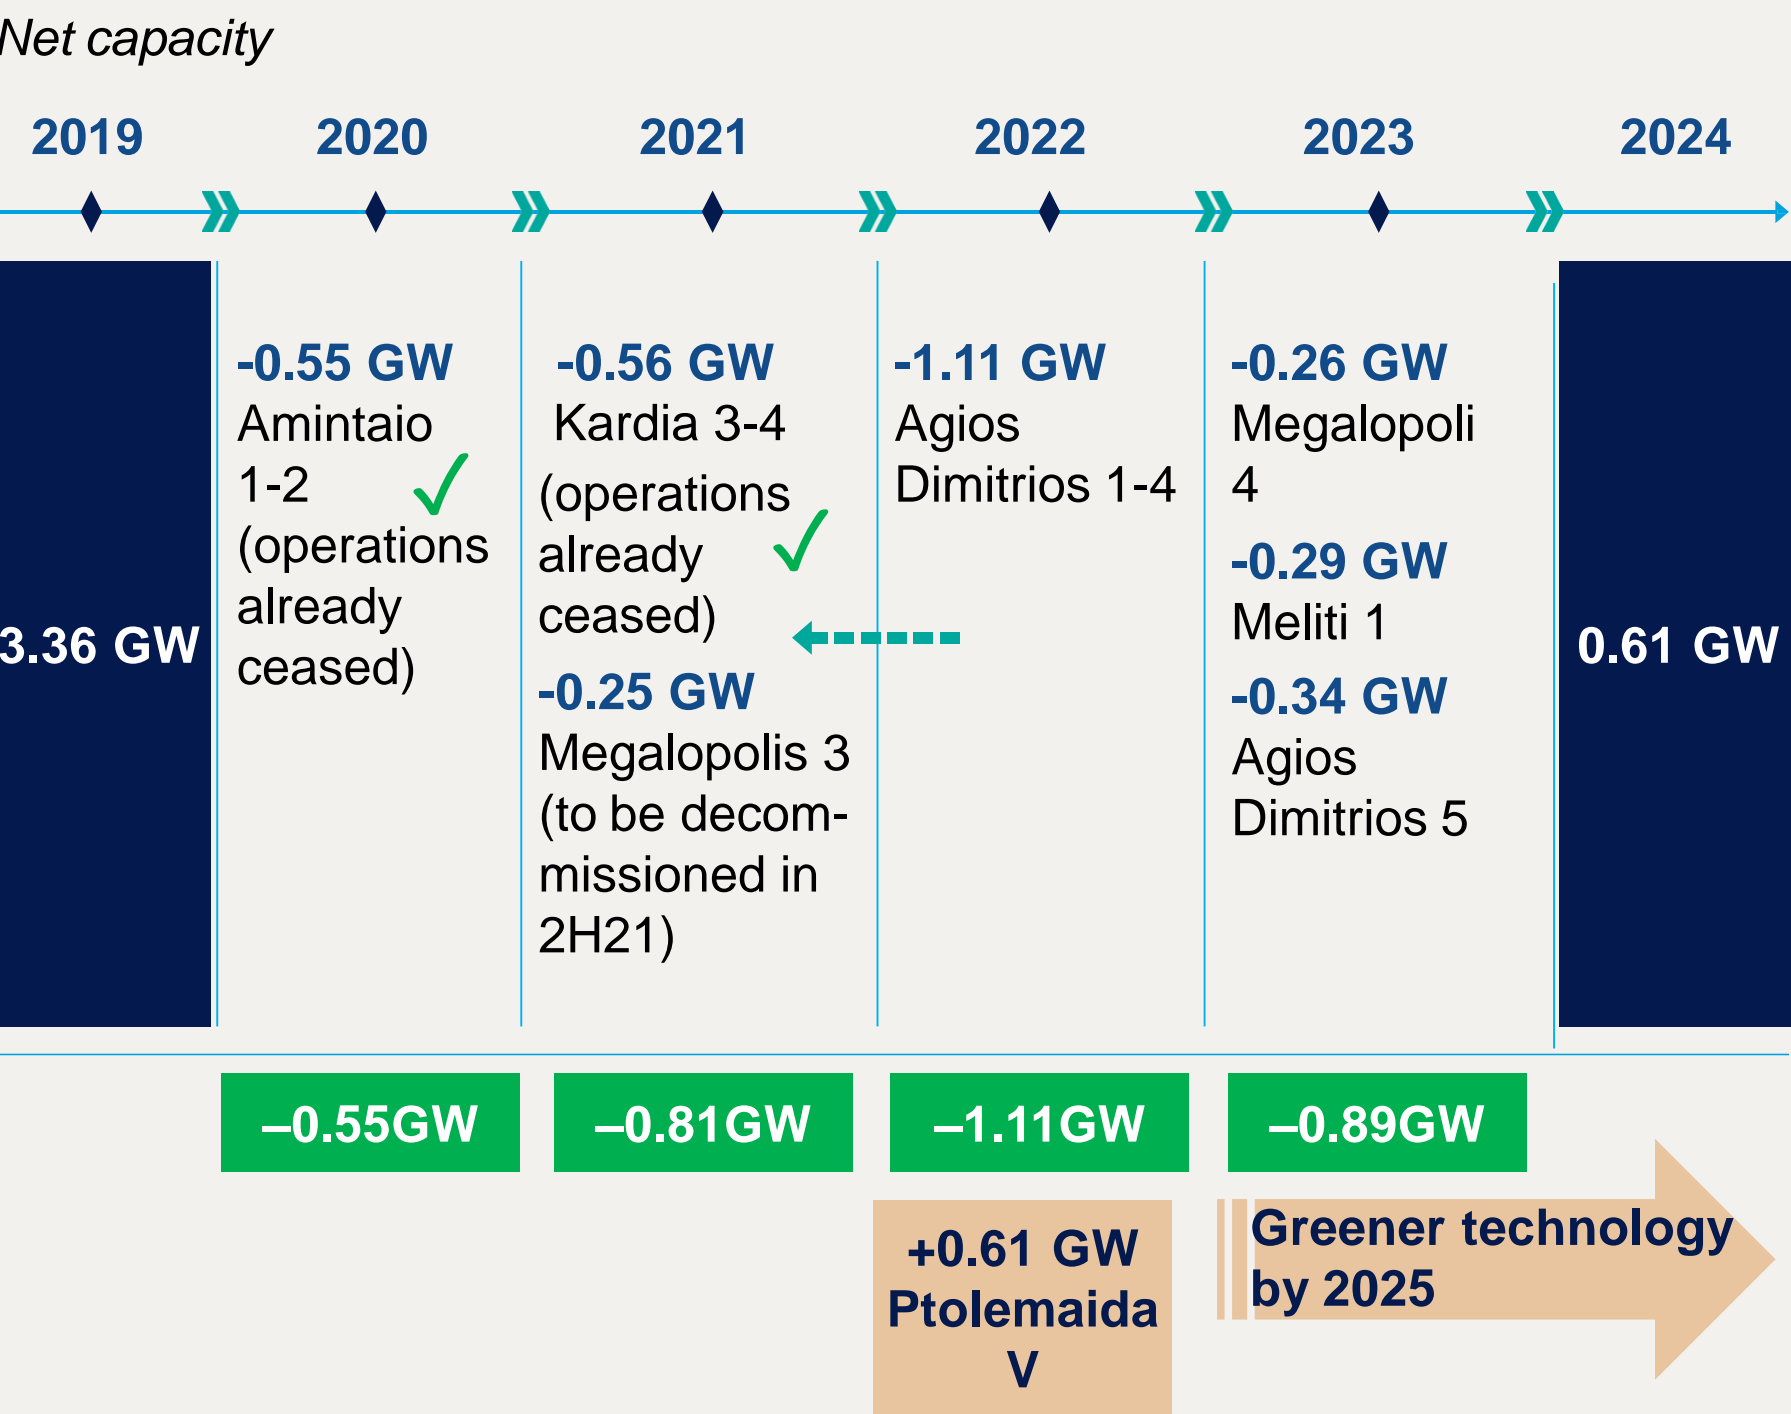 Net capacity
2019 2020 2021 2022 2023 2024
3.36 GW
-0.55 GW
Amintaio
1-2
(operations
already
ceased)
-0.56 GW
Kardia 3-4
(operations
already
ceased)
-0.25 GW
Megalopolis 3
(to be decom-
missioned in
2H21)
-1.11 GW
Agios
Dimitrios 1-4
-0.26 GW
Megalopoli
4
-0.29 GW
Meliti 1
-0.34 GW
Agios
Dimitrios 5
0.61 GW
–0.55GW –0.81GW –1.11GW –0.89GW
+0.61 GW
Ptolemaida
V
Greener technology
by 2025